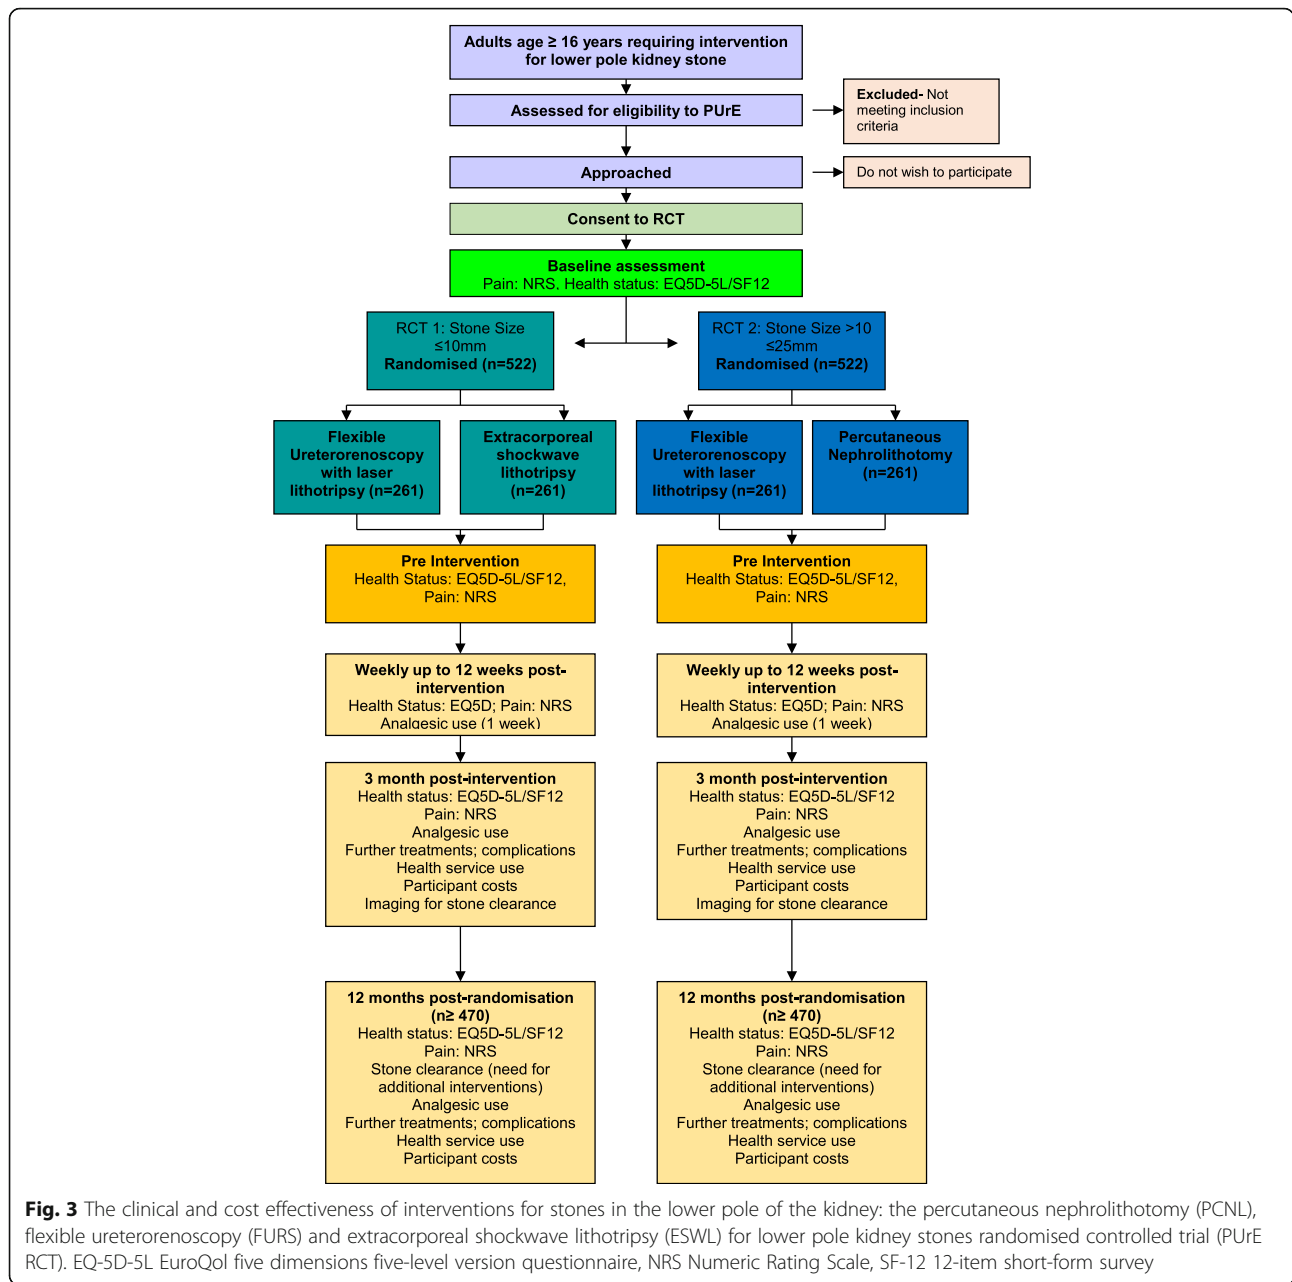 Adults age ≥ 16 years requiring intervention
for lower pole kidney stone
Assessed for eligibility to PUrE
Excluded- Not
meeting inclusion
criteria
Approached
Do not wish to participate
Consent to RCT
Baseline assessment
Pain: NRS, Health status: EQ5D-5L/SF12
RCT 1: Stone Size
≤10mm
Randomised (n=522)
RCT 2: Stone Size >10
≤25mm
Randomised (n=522)
Flexible
Ureterorenoscopy
with laser
lithotripsy (n=261)
Extracorporeal
shockwave
lithotripsy
(n=261)
Flexible
Ureterorenoscopy
with laser
lithotripsy (n=261)
Percutaneous
Nephrolithotomy
(n=261)
Pre Intervention
Health Status: EQ5D-5L/SF12,
Pain: NRS
Pre Intervention
Health Status: EQ5D-5L/SF12,
Pain: NRS
Weekly up to 12 weeks post-
intervention
Health Status: EQ5D; Pain: NRS
Analgesic use (1 week)
Weekly up to 12 weeks post-
intervention
Health Status: EQ5D; Pain: NRS
Analgesic use (1 week)
3 month post-intervention
Health status: EQ5D-5L/SF12
Pain: NRS
Analgesic use
Further treatments; complications
Health service use
Participant costs
Imaging for stone clearance
3 month post-intervention
Health status: EQ5D-5L/SF12
Pain: NRS
Analgesic use
Further treatments; complications
Health service use
Participant costs
Imaging for stone clearance
12 months post-randomisation
(n≥ 470)
Health status: EQ5D-5L/SF12
Pain: NRS
Stone clearance (need for
additional interventions)
Analgesic use
Further treatments; complications
Health service use
Participant costs
12 months post-randomisation
(n≥ 470)
Health status: EQ5D-5L/SF12
Pain: NRS
Stone clearance (need for
additional interventions)
Analgesic use
Further treatments; complications
Health service use
Participant costs
Fig. 3 The clinical and cost effectiveness of interventions for stones in the lower pole of the kidney: the percutaneous nephrolithotomy (PCNL),
flexible ureterorenoscopy (FURS) and extracorporeal shockwave lithotripsy (ESWL) for lower pole kidney stones randomised controlled trial (PUrE
RCT). EQ-5D-5L EuroQol five dimensions five-level version questionnaire, NRS Numeric Rating Scale, SF-12 12-item short-form survey